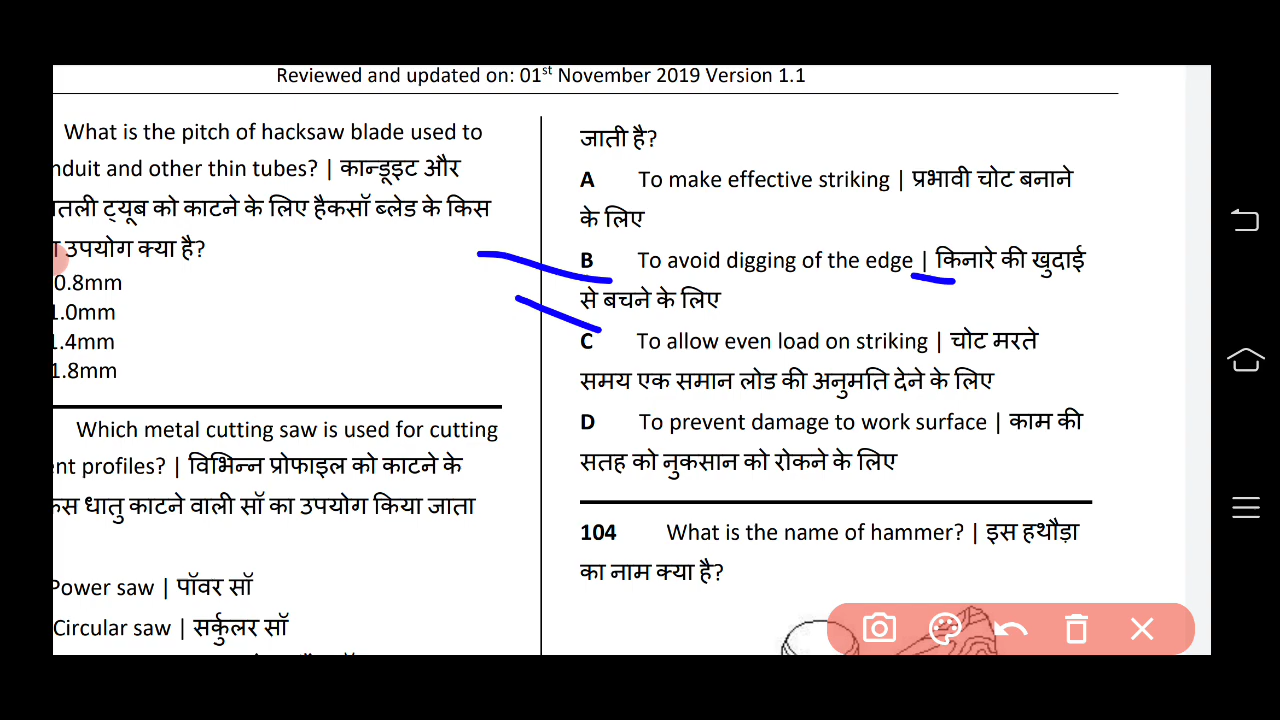 Reviewed and updated on: 01st November 2019 Version 1.1
What is the pitch of hacksaw blade used to
nduit and other thin tubes? | कान्डूइट और
तली ट्यूब को काटने के लिए हैकसॉ ब्लेड के किस
उपयोग क्या है?
0.8mm
1.0mm
1.4mm
1.8mm
Which metal cutting saw is used for cutting
nt profiles? | विभिन्न प्रोफाइल को काटने के
स धातु काटने वाली सॉ का उपयोग किया जाता
Power saw | पॉवर सॉ
Circular saw | सर्कुलर सॉ
जाती है?
A To make effective striking | प्रभावी चोट बनाने
के लिए
B To avoid digging of the edge | किनारे की खुदाई
से बचने के लिए
C To allow even load on striking | चोट मरते
समय एक समान लोड की अनुमति देने के लिए
D To prevent damage to work surface | काम की
सतह को नुकसान को रोकने के लिए
104 What is the name of hammer? | इस हथौड़ा
का नाम क्या है?